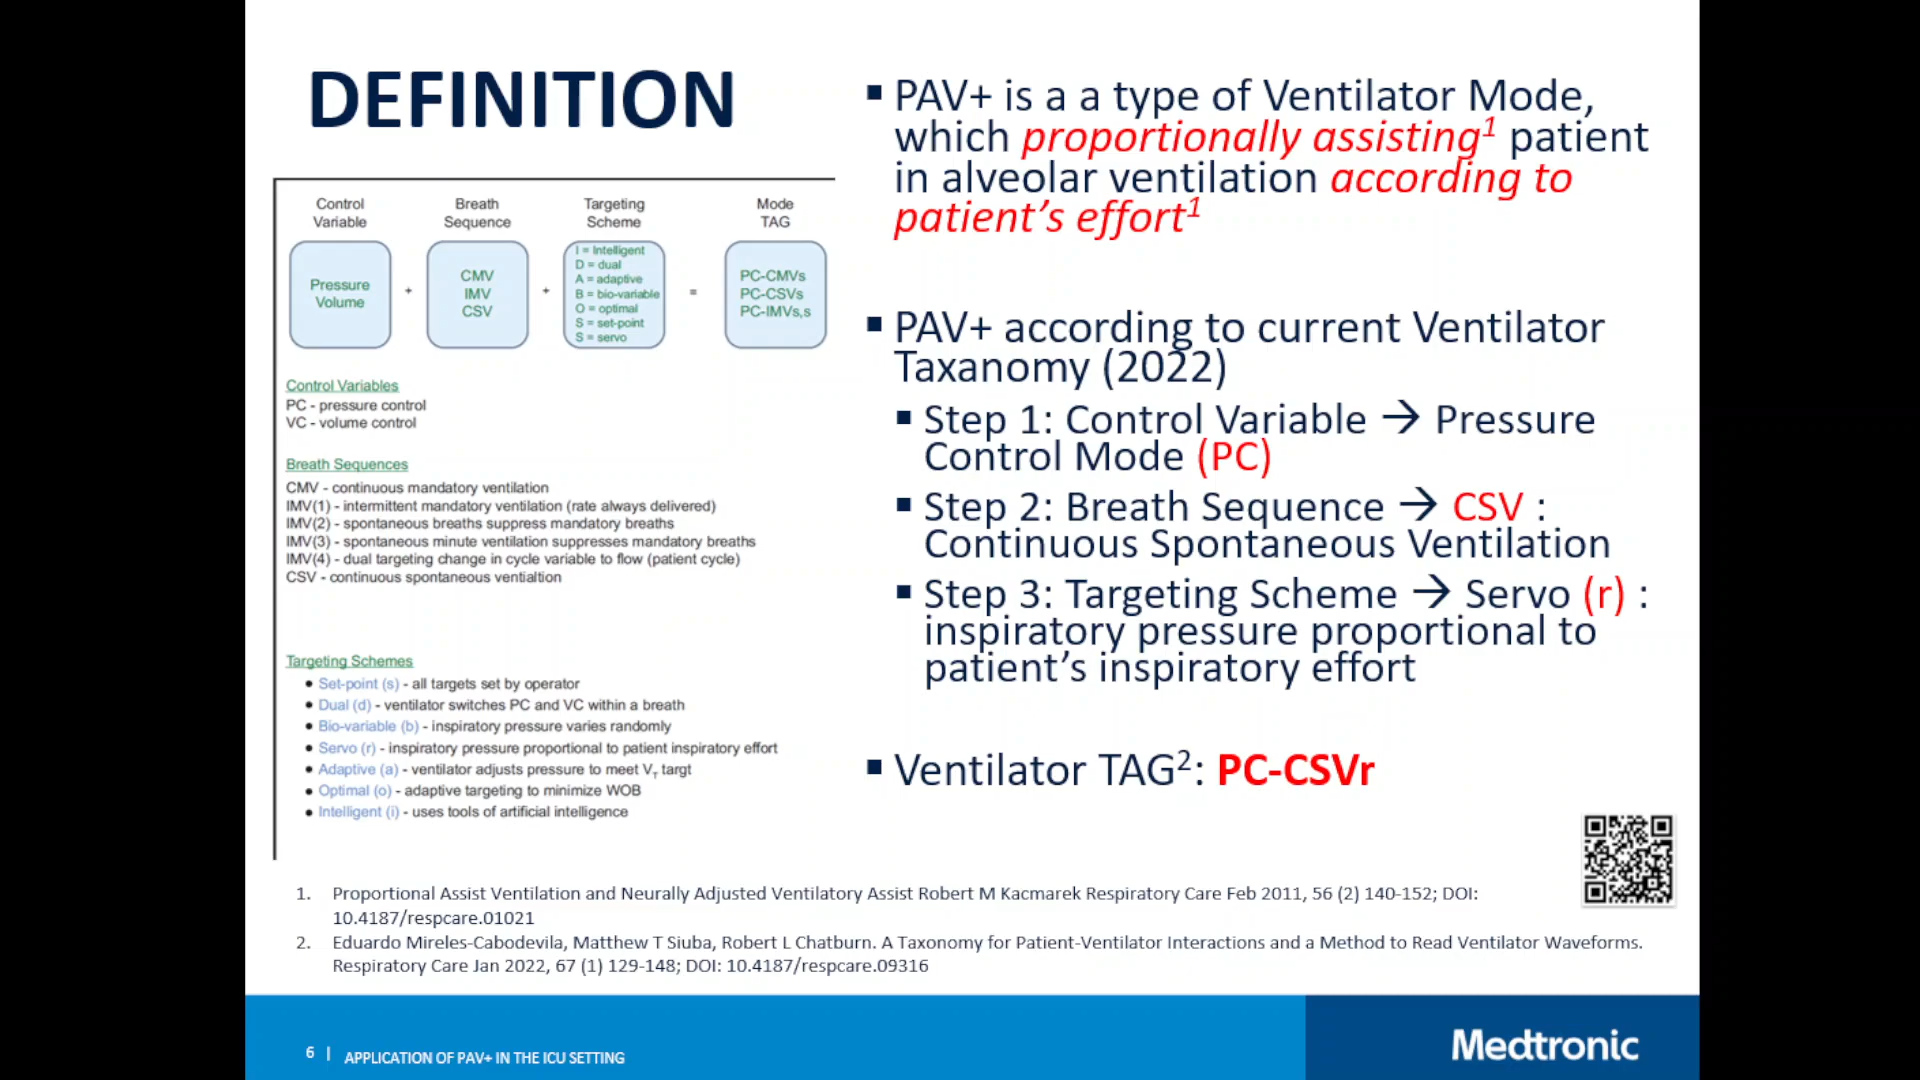 DEFINITION
Control
Variable
Breath
Sequence
Targeting
Scheme
Mode
TAG
Pressure
Volume
+
CMV
IMV
CSV
+
I = Intelligent
D = dual
A = adaptive
B = bio-variable
O = optimal
S = set-point
S = servo
=
PC-CMVs
PC-CSVs
PC-IMVs,s
Control Variables
PC - pressure control
VC - volume control
Breath Sequences
CMV - continuous mandatory ventilation
IMV(1) - intermittent mandatory ventilation (rate always delivered)
IMV(2) - spontaneous breaths suppress mandatory breaths
IMV(3) - spontaneous minute ventilation suppresses mandatory breaths
IMV(4) - dual targeting change in cycle variable to flow (patient cycle)
CSV - continuous spontaneous ventialtion
Targeting Schemes
● Set-point (s) - all targets set by operator
● Dual (d) - ventilator switches PC and VC within a breath
● Bio-variable (b) - inspiratory pressure varies randomly
● Servo (r) - inspiratory pressure proportional to patient inspiratory effort
● Adaptive (a) - ventilator adjusts pressure to meet VT targt
● Optimal (o) - adaptive targeting to minimize WOB
● Intelligent (i) - uses tools of artificial intelligence
▪ PAV+ is a a type of Ventilator Mode,
which proportionally assisting1 patient
in alveolar ventilation according to
patient’s effort1
▪ PAV+ according to current Ventilator
Taxanomy (2022)
▪ Step 1: Control Variable → Pressure
Control Mode (PC)
▪ Step 2: Breath Sequence → CSV :
Continuous Spontaneous Ventilation
▪ Step 3: Targeting Scheme → Servo (r) :
inspiratory pressure proportional to
patient’s inspiratory effort
▪ Ventilator TAG2: PC-CSVr
1. Proportional Assist Ventilation and Neurally Adjusted Ventilatory Assist Robert M Kacmarek Respiratory Care Feb 2011, 56 (2) 140-152; DOI:
10.4187/respcare.01021
2. Eduardo Mireles-Cabodevila, Matthew T Siuba, Robert L Chatburn. A Taxonomy for Patient-Ventilator Interactions and a Method to Read Ventilator Waveforms.
Respiratory Care Jan 2022, 67 (1) 129-148; DOI: 10.4187/respcare.09316
6 | APPLICATION OF PAV+ IN THE ICU SETTING
Medtronic